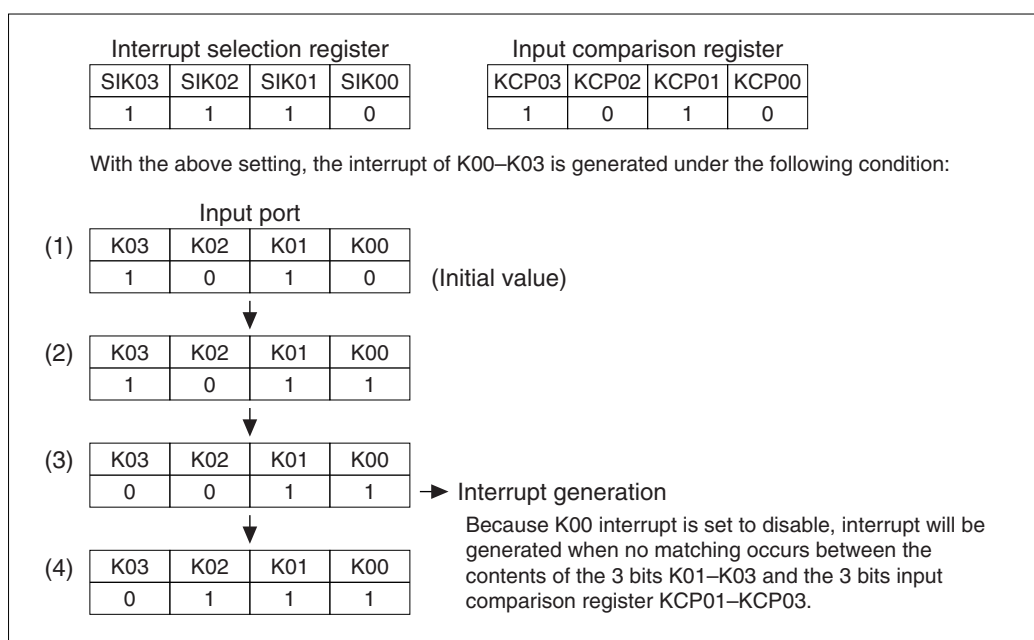 Interrupt selection register
SIK03 SIK02 SIK01 SIK00
1 1 1 0
Input comparison register
KCP03 KCP02 KCP01 KCP00
1 0 1 0
With the above setting, the interrupt of K00–K03 is generated under the following condition:
Input port
(1) K03 K02 K01 K00
1 0 1 0 (Initial value)
(2) K03 K02 K01 K00
1 0 1 1
(3) K03 K02 K01 K00
0 0 1 1 Interrupt generation
Because K00 interrupt is set to disable, interrupt will be
generated when no matching occurs between the
contents of the 3 bits K01–K03 and the 3 bits input
comparison register KCP01–KCP03.
(4) K03 K02 K01 K00
0 1 1 1